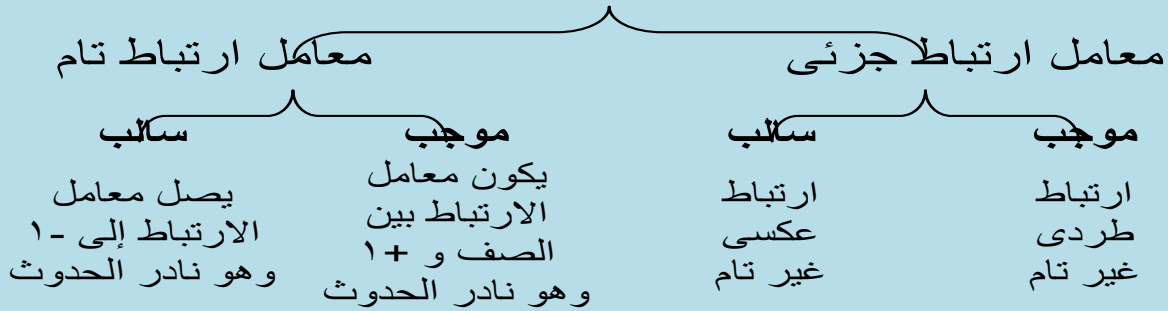 معامل ارتباط جزئى
معامل ارتباط تام
موجب
سالب
موجب
سالب
ارتباط
طردى
غير تام
ارتباط
عكسى
غير تام
يكون معامل
الارتباط بين
الصف و +١
وهو نادر الحدوث
يصل معامل
الارتباط إلى -١
وهو نادر الحدوث